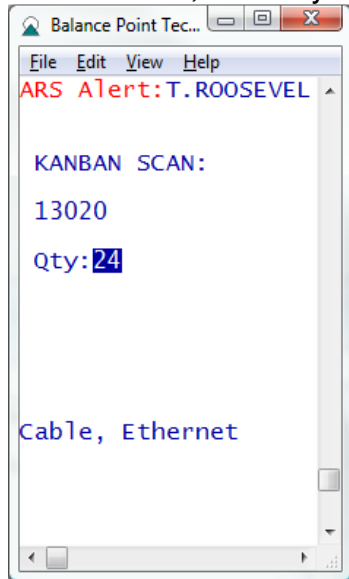 Balance Point Tec...
File Edit View Help
ARS Alert:T.ROOSEVEL
KANBAN SCAN:
13020
Qty:24
Cable, Ethernet